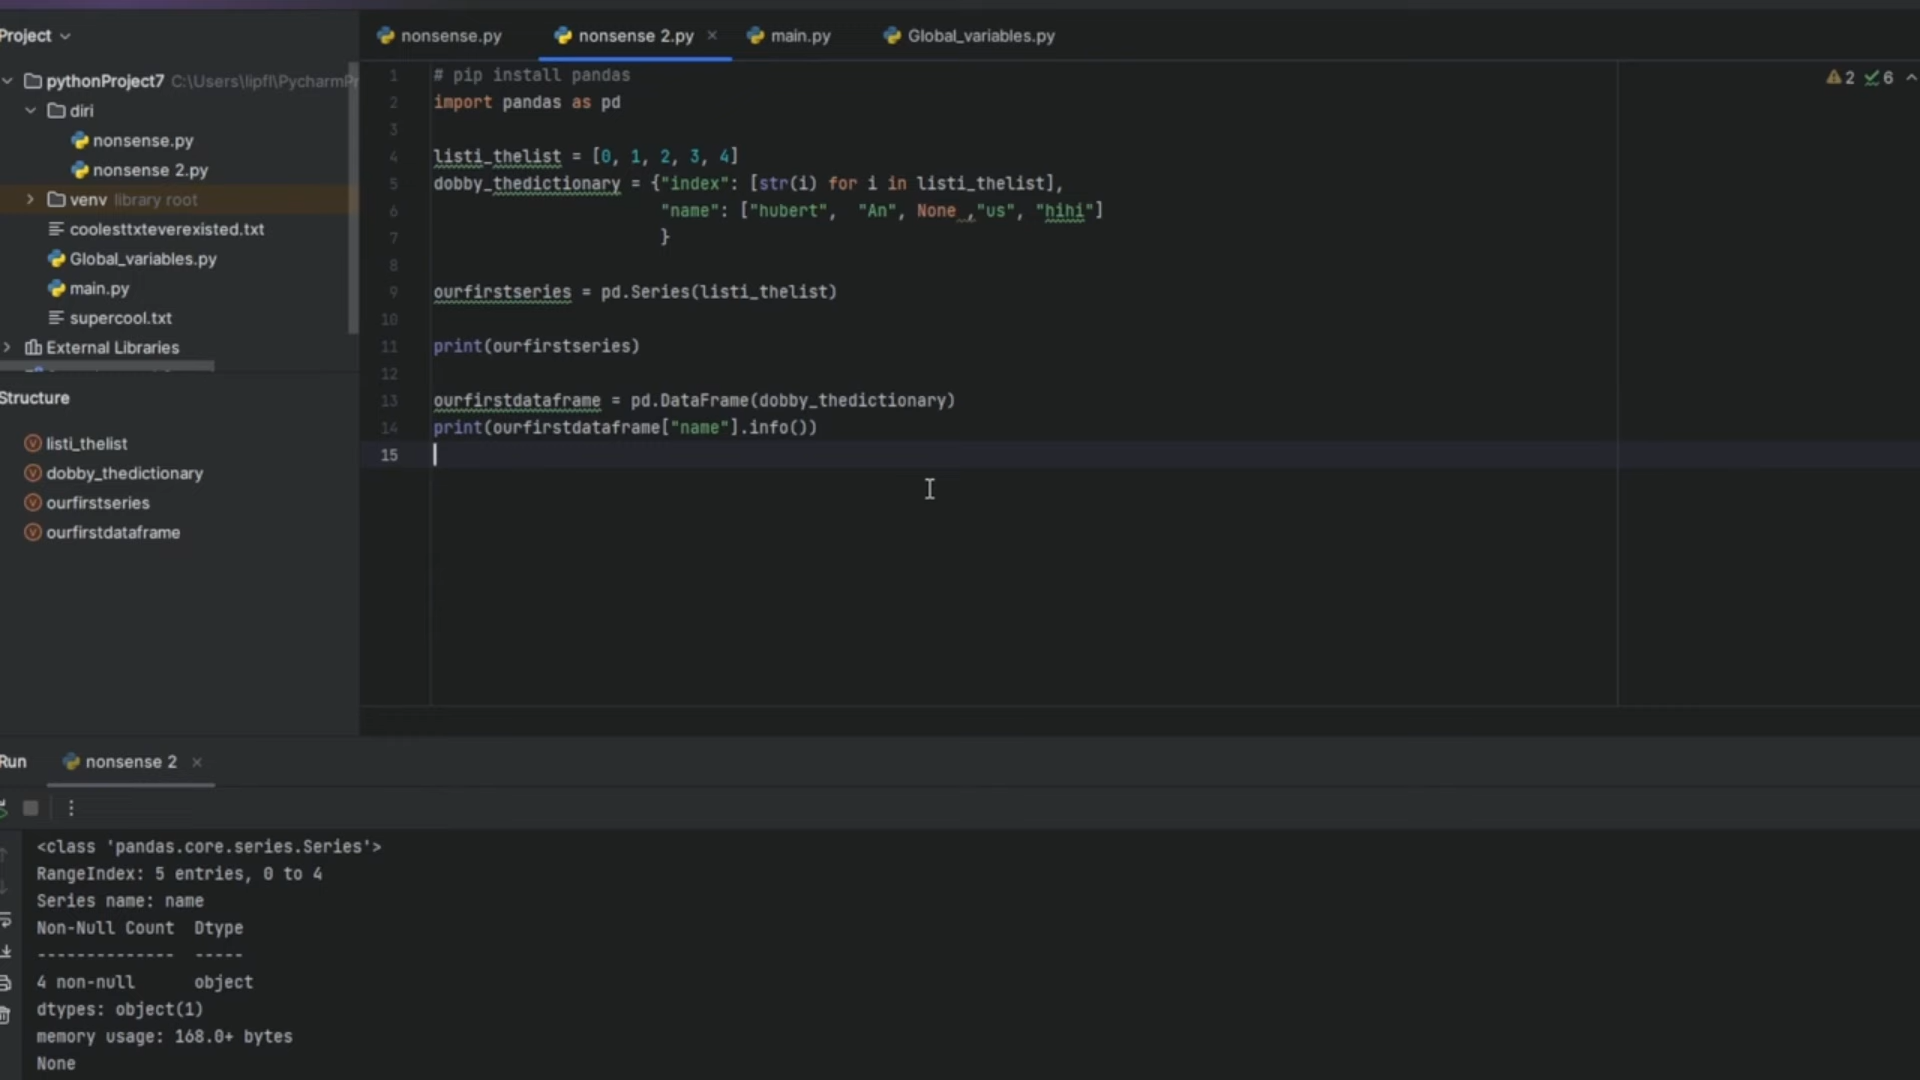 Project
nonsense.py
nonsense 2.py
main.py
Global_variables.py
pythonProject7 C:\Users\lipfl\PycharmPr
diri
nonsense.py
nonsense 2.py
venv library root
coolesttxteverexisted.txt
Global_variables.py
main.py
supercool.txt
External Libraries
Structure
listi_thelist
dobby_thedictionary
ourfirstseries
ourfirstdataframe
1 # pip install pandas
2 import pandas as pd
3
4 listi_thelist = [0, 1, 2, 3, 4]
5 dobby_thedictionary = {"index": [str(i) for i in listi_thelist],
6 "name": ["hubert",  "An", None ,"us", "hihi"]
7 }
8
9 ourfirstseries = pd.Series(listi_thelist)
10
11 print(ourfirstseries)
12
13 ourfirstdataframe = pd.DataFrame(dobby_thedictionary)
14 print(ourfirstdataframe["name"].info())
15
2 6
Run nonsense 2
<class 'pandas.core.series.Series'>
RangeIndex: 5 entries, 0 to 4
Series name: name
Non-Null Count  Dtype
--------------  -----
4 non-null      object
dtypes: object(1)
memory usage: 168.0+ bytes
None